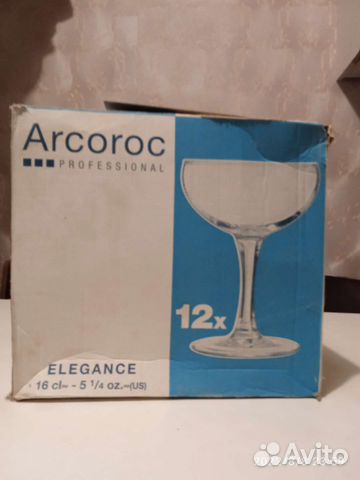 Arcoroc
PROFESSIONAL
12x
ELEGANCE
16 cl~ - 5 1/4 oz.~(US)
Avito